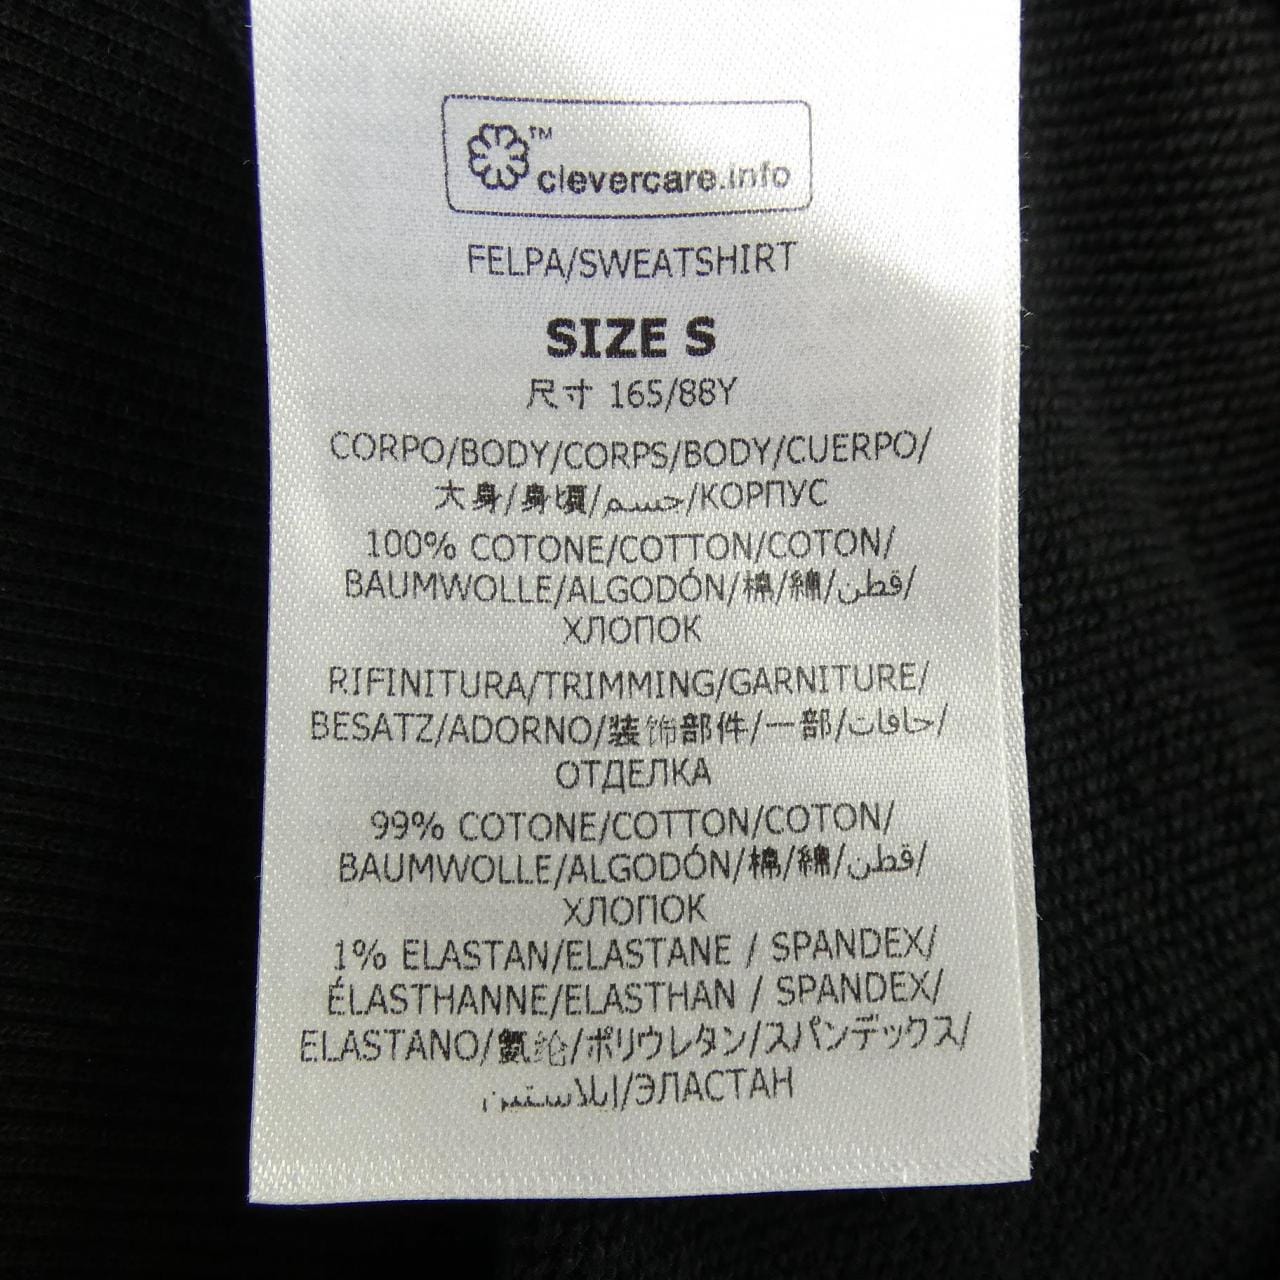 ™
clevercare.info
FELPA/SWEATSHIRT
SIZE S
尺寸 165/88Y
CORPO/BODY/CORPS/BODY/CUERPO/
大身/身頃/جسم/КОРПУС
100% COTONE/COTTON/COTON/
BAUMWOLLE/ALGODÓN/棉/綿/قطن/
ХЛОПОК
RIFINITURA/TRIMMING/GARNITURE/
BESATZ/ADORNO/装饰部件/一部/حافات/
ОТДЕЛКА
99% COTONE/COTTON/COTON/
BAUMWOLLE/ALGODÓN/棉/綿/قطن/
ХЛОПОК
1% ELASTAN/ELASTANE / SPANDEX/
ÉLASTHANNE/ELASTHAN / SPANDEX/
ELASTANO/氨纶/ポリウレタン/スパンデックス/
إيلاستين/ЭЛАСТАН